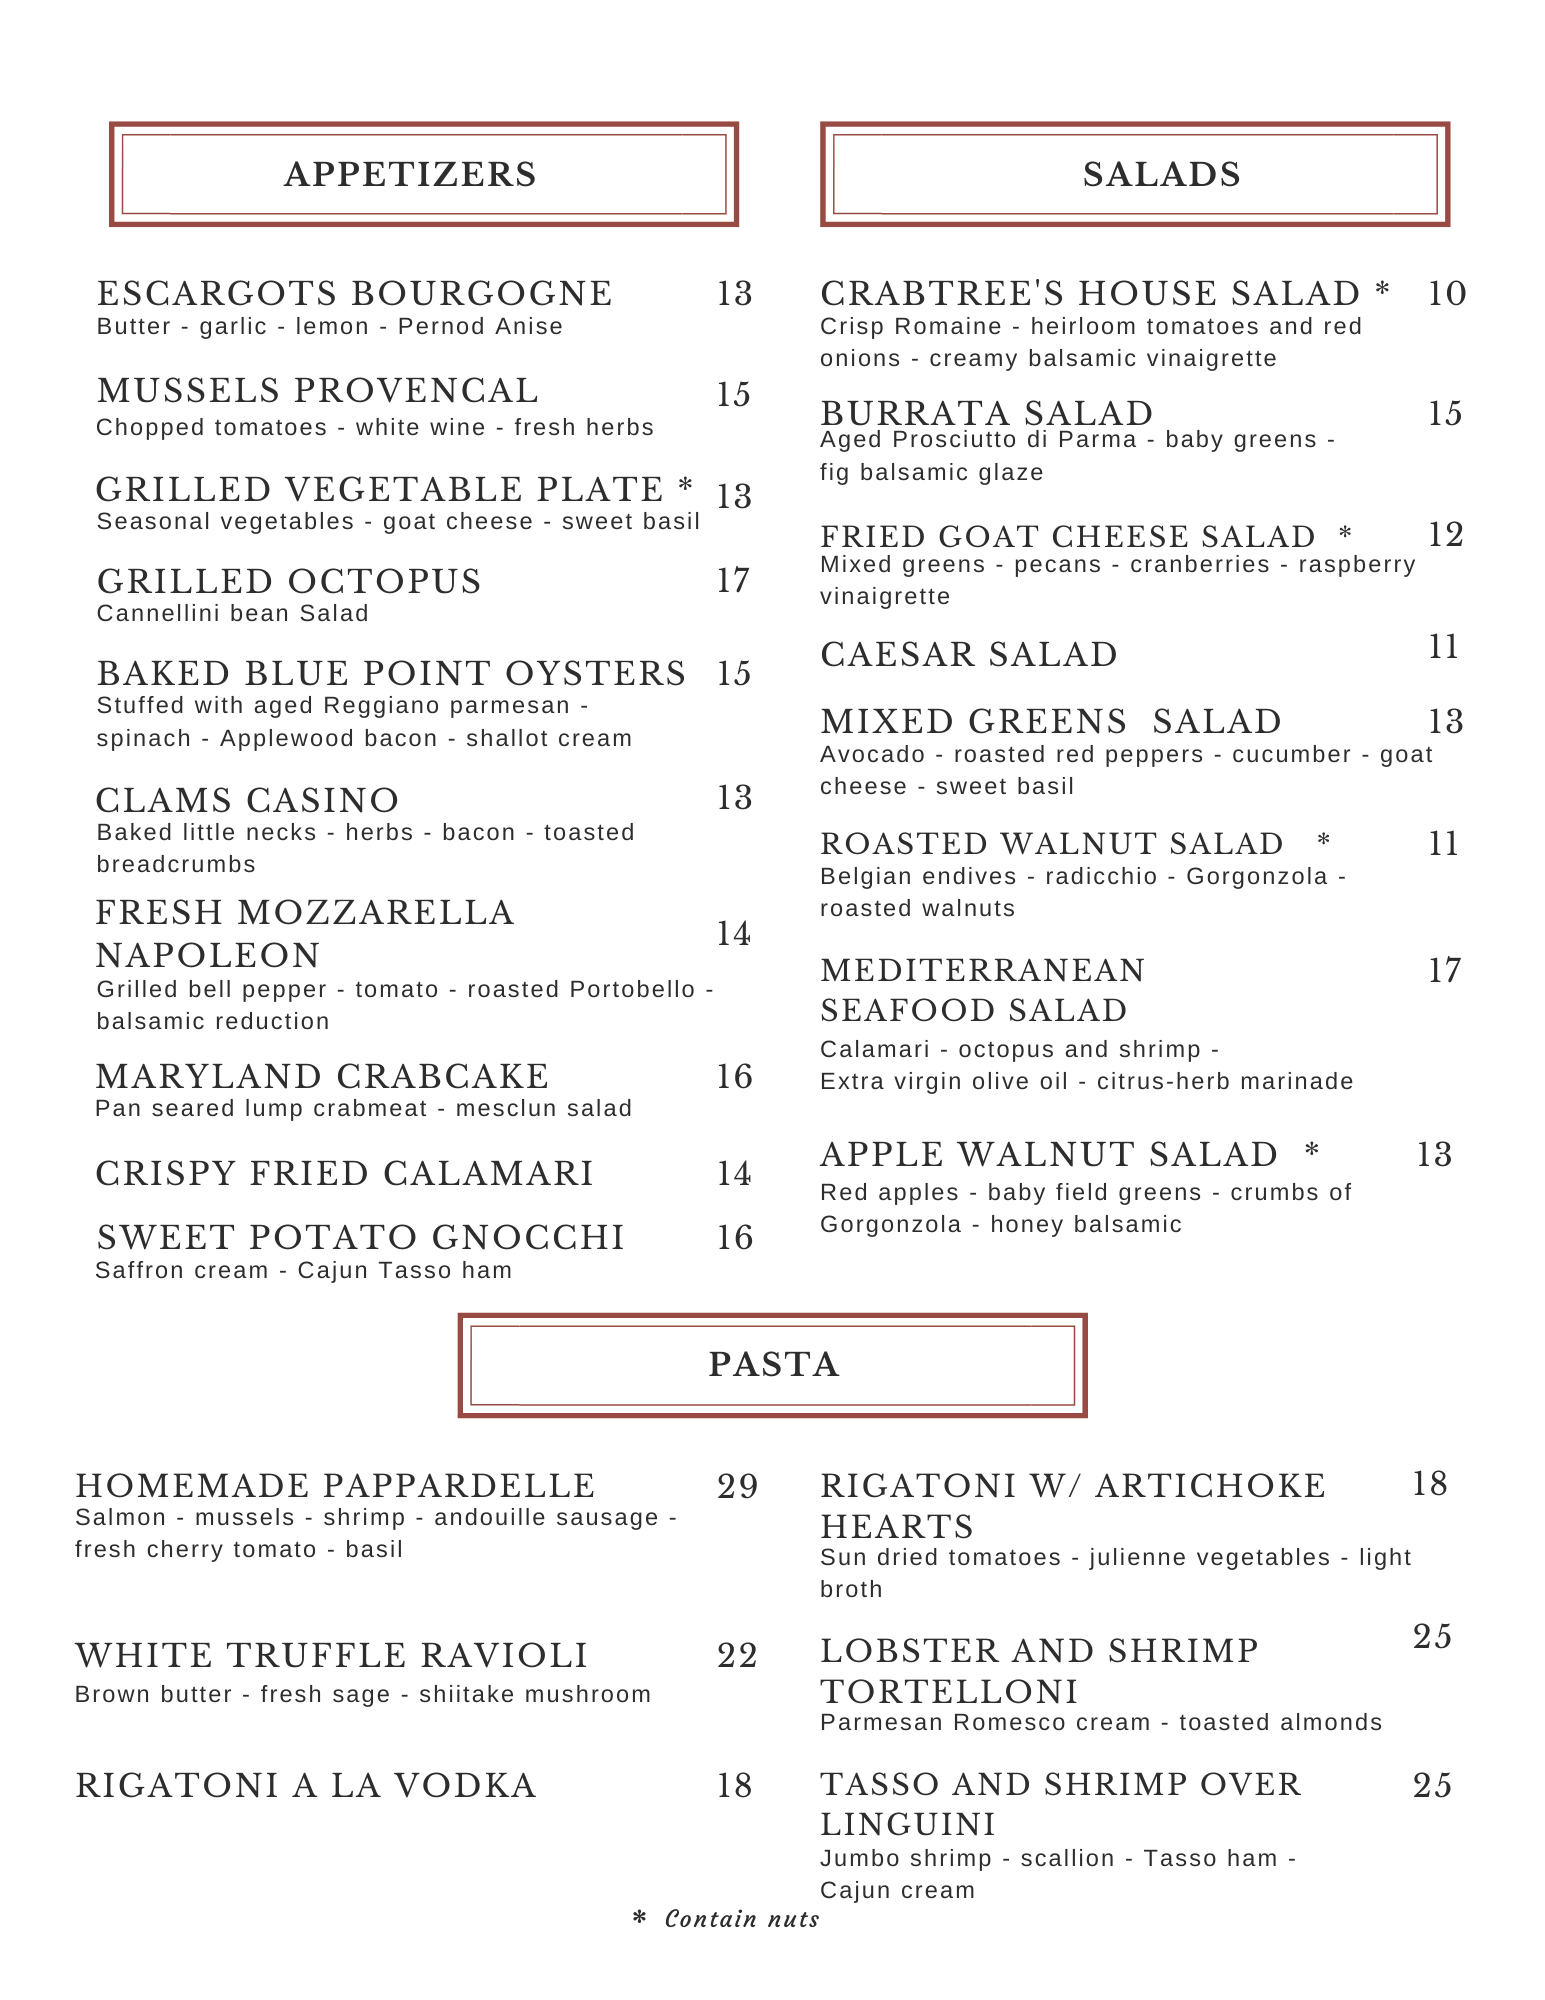 APPETIZERS
ESCARGOTS BOURGOGNE 13
Butter - garlic - lemon - Pernod Anise
MUSSELS PROVENCAL 15
Chopped tomatoes - white wine - fresh herbs
GRILLED VEGETABLE PLATE * 13
Seasonal vegetables - goat cheese - sweet basil
GRILLED OCTOPUS 17
Cannellini bean Salad
BAKED BLUE POINT OYSTERS 15
Stuffed with aged Reggiano parmesan -
spinach - Applewood bacon - shallot cream
CLAMS CASINO 13
Baked little necks - herbs - bacon - toasted
breadcrumbs
FRESH MOZZARELLA
NAPOLEON 14
Grilled bell pepper - tomato - roasted Portobello -
balsamic reduction
MARYLAND CRABCAKE 16
Pan seared lump crabmeat - mesclun salad
CRISPY FRIED CALAMARI 14
SWEET POTATO GNOCCHI 16
Saffron cream - Cajun Tasso ham
SALADS
CRABTREE'S HOUSE SALAD * 10
Crisp Romaine - heirloom tomatoes and red
onions - creamy balsamic vinaigrette
BURRATA SALAD 15
Aged Prosciutto di Parma - baby greens -
fig balsamic glaze
FRIED GOAT CHEESE SALAD * 12
Mixed greens - pecans - cranberries - raspberry
vinaigrette
CAESAR SALAD 11
MIXED GREENS SALAD 13
Avocado - roasted red peppers - cucumber - goat
cheese - sweet basil
ROASTED WALNUT SALAD * 11
Belgian endives - radicchio - Gorgonzola -
roasted walnuts
MEDITERRANEAN 17
SEAFOOD SALAD
Calamari - octopus and shrimp -
Extra virgin olive oil - citrus-herb marinade
APPLE WALNUT SALAD * 13
Red apples - baby field greens - crumbs of
Gorgonzola - honey balsamic
PASTA
HOMEMADE PAPPARDELLE 29
Salmon - mussels - shrimp - andouille sausage -
fresh cherry tomato - basil
WHITE TRUFFLE RAVIOLI 22
Brown butter - fresh sage - shiitake mushroom
RIGATONI A LA VODKA 18
RIGATONI W/ ARTICHOKE 18
HEARTS
Sun dried tomatoes - julienne vegetables - light
broth
LOBSTER AND SHRIMP 25
TORTELLONI
Parmesan Romesco cream - toasted almonds
TASSO AND SHRIMP OVER 25
LINGUINI
Jumbo shrimp - scallion - Tasso ham -
Cajun cream
* Contain nuts